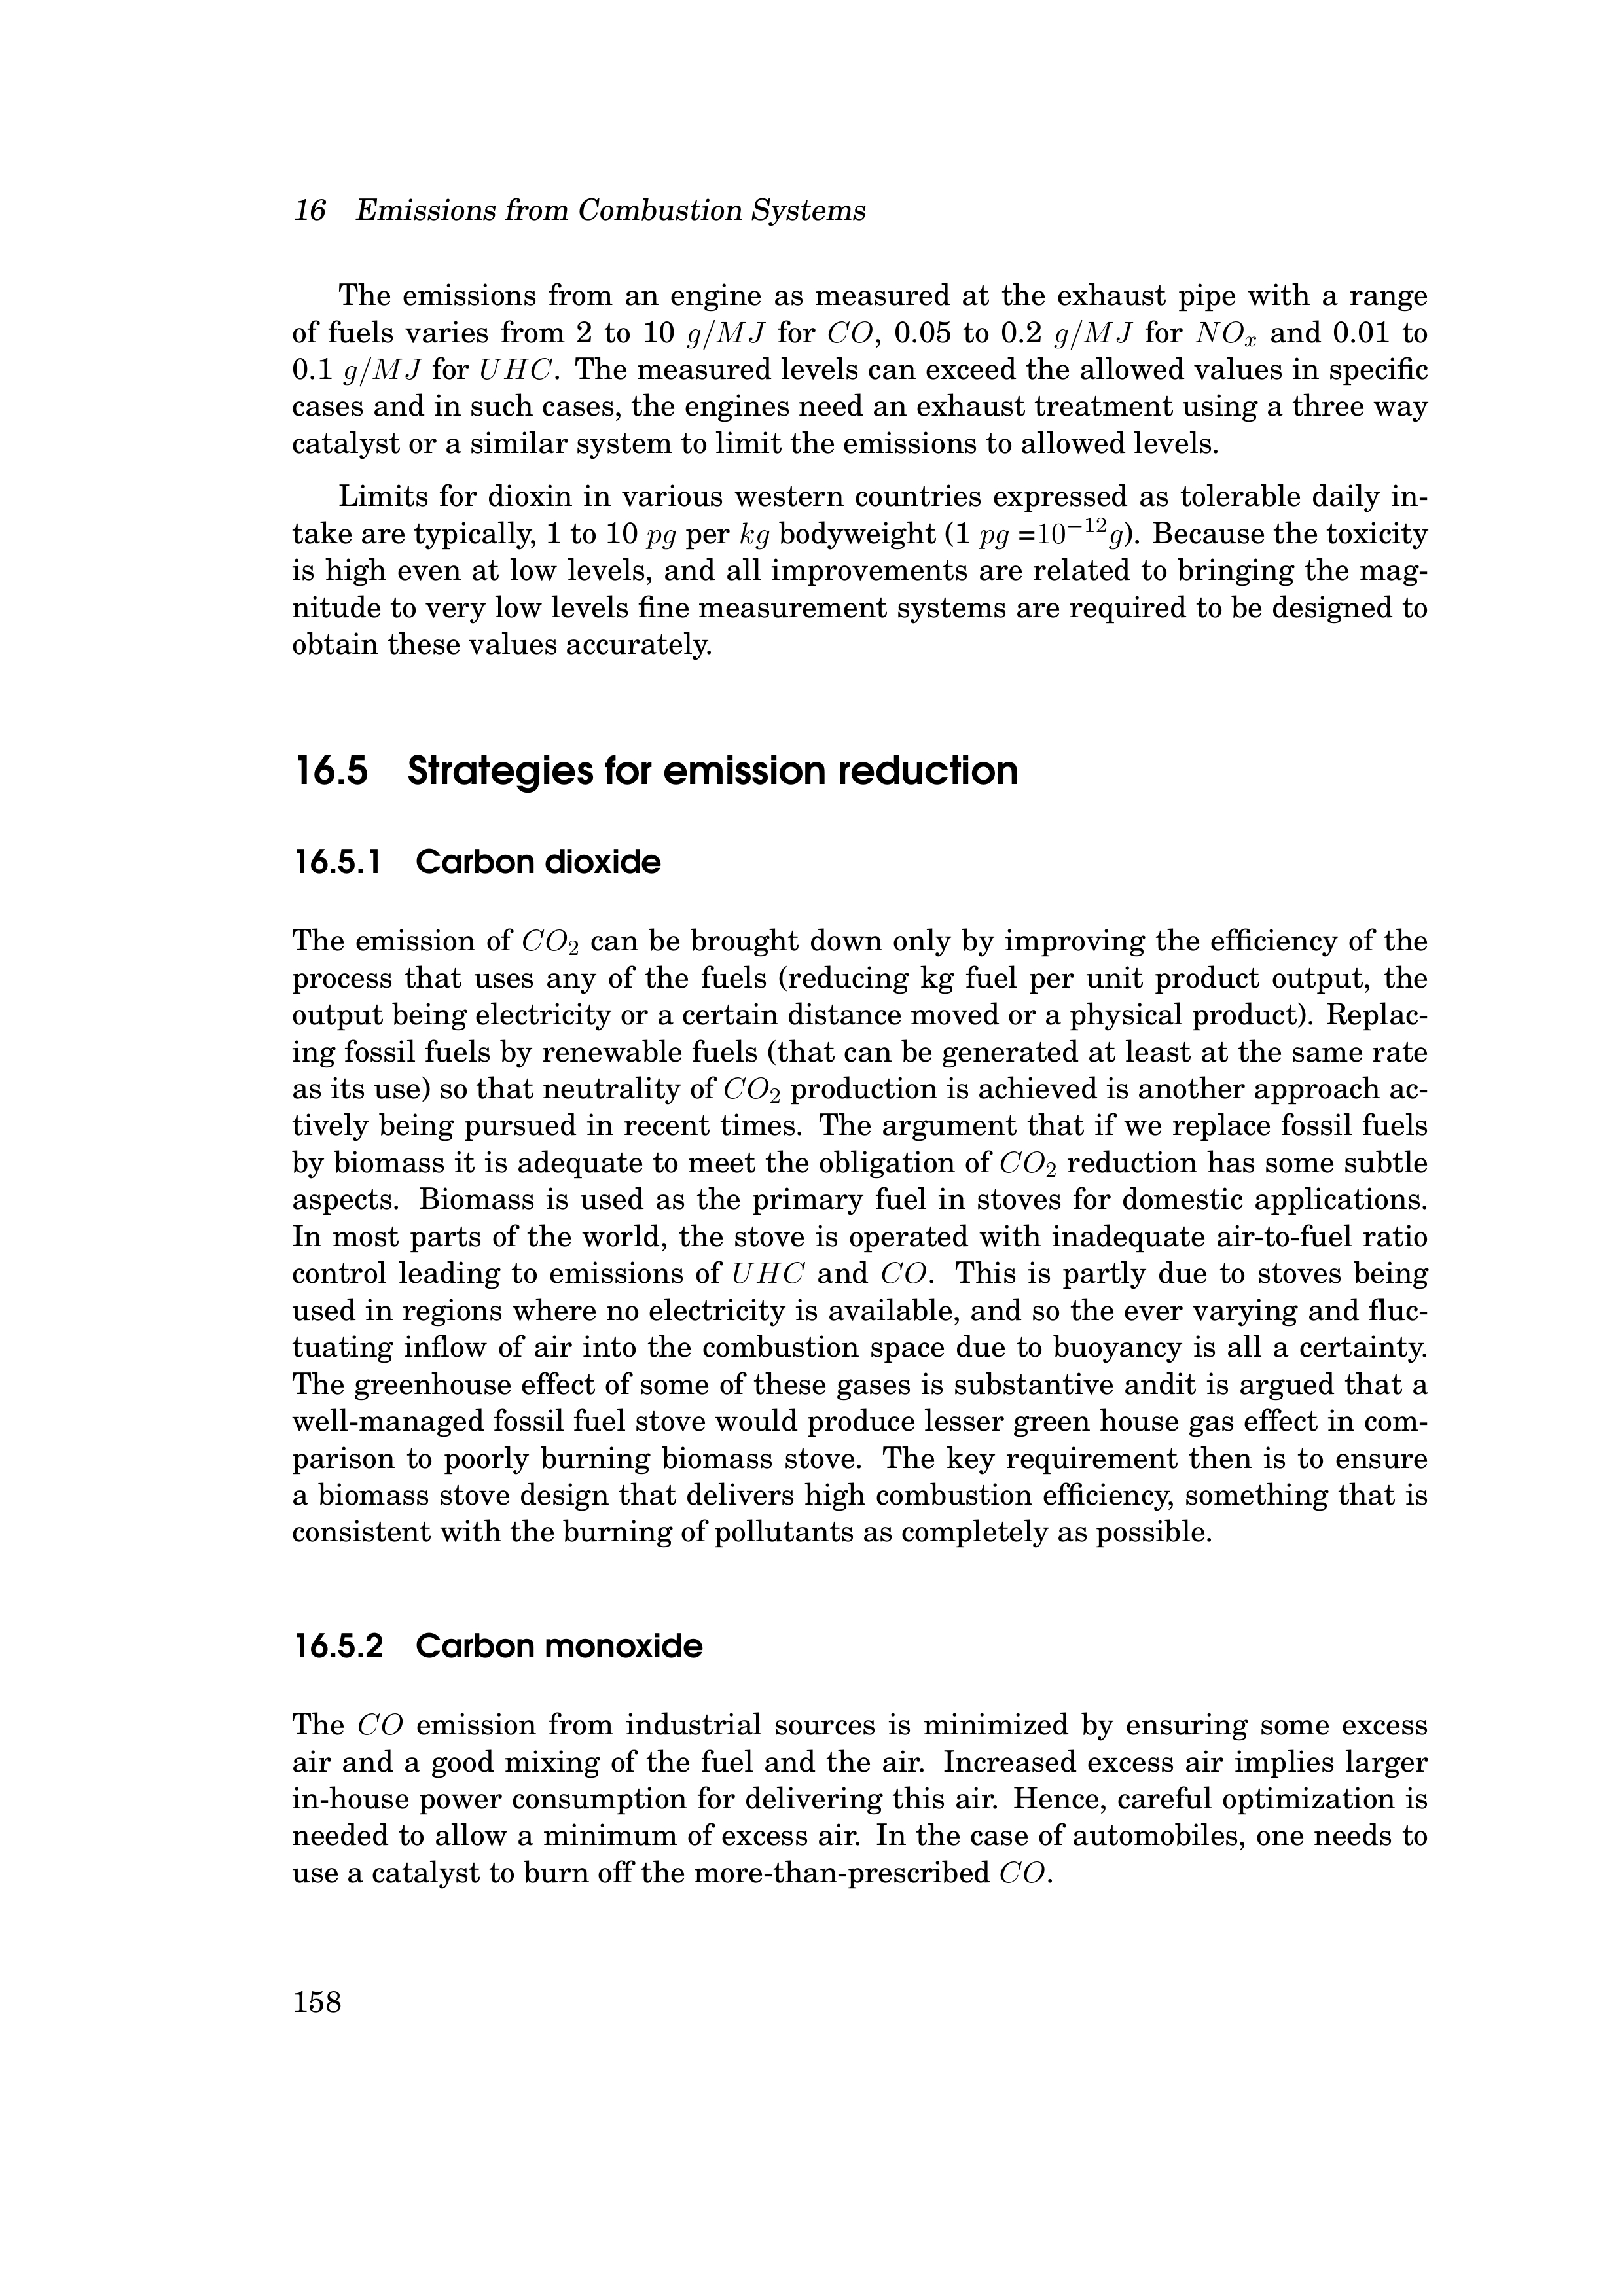 16 Emissions from Combustion Systems
The emissions from an engine as measured at the exhaust pipe with a range
of fuels varies from 2 to 10 g/MJ for CO, 0.05 to 0.2 g/MJ for NOₓ and 0.01 to
0.1 g/MJ for UHC. The measured levels can exceed the allowed values in specific
cases and in such cases, the engines need an exhaust treatment using a three way
catalyst or a similar system to limit the emissions to allowed levels.
Limits for dioxin in various western countries expressed as tolerable daily in-
take are typically, 1 to 10 pg per kg bodyweight (1 pg =10⁻¹²g). Because the toxicity
is high even at low levels, and all improvements are related to bringing the mag-
nitude to very low levels fine measurement systems are required to be designed to
obtain these values accurately.
16.5 Strategies for emission reduction
16.5.1 Carbon dioxide
The emission of CO₂ can be brought down only by improving the efficiency of the
process that uses any of the fuels (reducing kg fuel per unit product output, the
output being electricity or a certain distance moved or a physical product). Replac-
ing fossil fuels by renewable fuels (that can be generated at least at the same rate
as its use) so that neutrality of CO₂ production is achieved is another approach ac-
tively being pursued in recent times. The argument that if we replace fossil fuels
by biomass it is adequate to meet the obligation of CO₂ reduction has some subtle
aspects. Biomass is used as the primary fuel in stoves for domestic applications.
In most parts of the world, the stove is operated with inadequate air-to-fuel ratio
control leading to emissions of UHC and CO. This is partly due to stoves being
used in regions where no electricity is available, and so the ever varying and fluc-
tuating inflow of air into the combustion space due to buoyancy is all a certainty.
The greenhouse effect of some of these gases is substantive andit is argued that a
well-managed fossil fuel stove would produce lesser green house gas effect in com-
parison to poorly burning biomass stove. The key requirement then is to ensure
a biomass stove design that delivers high combustion efficiency, something that is
consistent with the burning of pollutants as completely as possible.
16.5.2 Carbon monoxide
The CO emission from industrial sources is minimized by ensuring some excess
air and a good mixing of the fuel and the air. Increased excess air implies larger
in-house power consumption for delivering this air. Hence, careful optimization is
needed to allow a minimum of excess air. In the case of automobiles, one needs to
use a catalyst to burn off the more-than-prescribed CO.
158